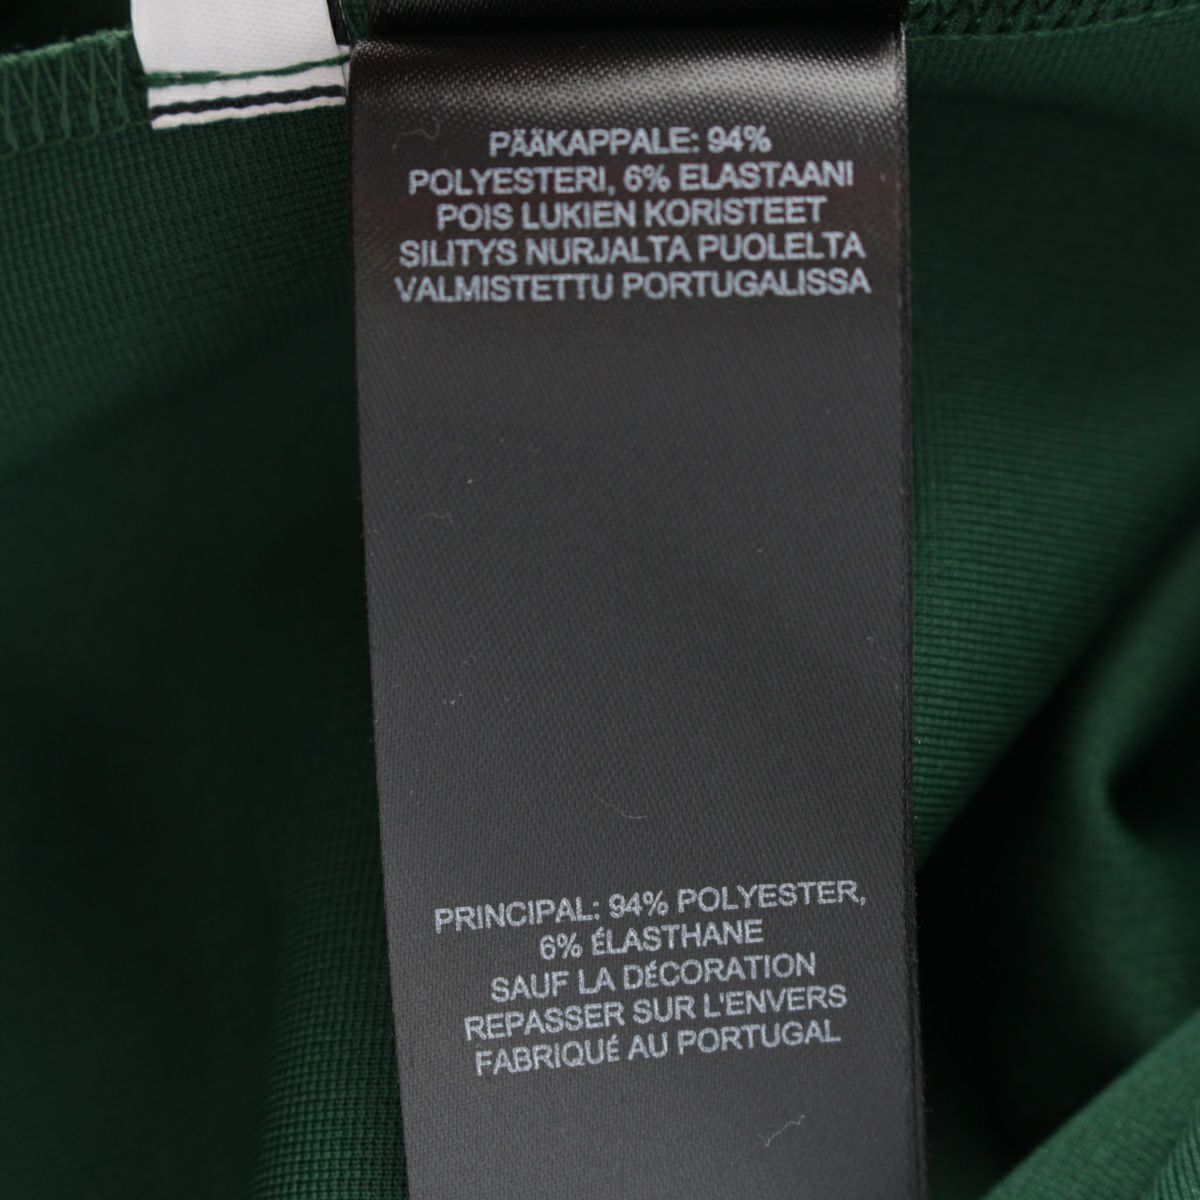 PÄÄKAPPALE: 94%
POLYESTERI, 6% ELASTAANI
POIS LUKIEN KORISTEET
SILITYS NURJALTA PUOLELTA
VALMISTETTU PORTUGALISSA
PRINCIPAL: 94% POLYESTER,
6% ÉLASTHANE
SAUF LA DÉCORATION
REPASSER SUR L'ENVERS
FABRIQUÉ AU PORTUGAL